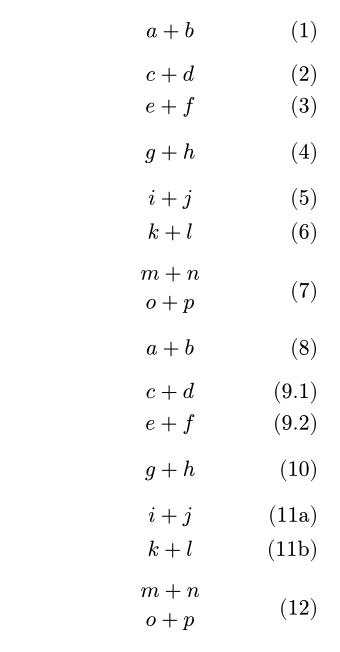 a + b (1)
c + d (2)
e + f (3)
g + h (4)
i + j (5)
k + l (6)
m + n
o + p (7)
a + b (8)
c + d (9.1)
e + f (9.2)
g + h (10)
i + j (11a)
k + l (11b)
m + n
o + p (12)